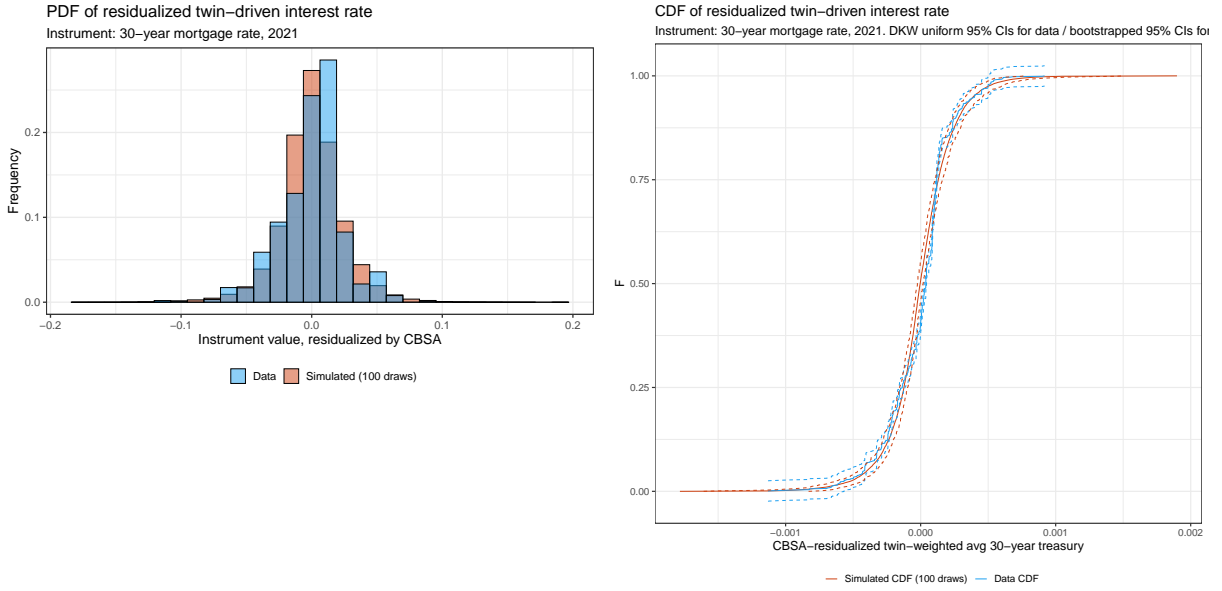 PDF of residualized twin−driven interest rate
Instrument: 30−year mortgage rate, 2021
Frequency
0.2
0.1
0.0
−0.2
−0.1
0.0
0.1
0.2
Instrument value, residualized by CBSA
Data
Simulated (100 draws)
CDF of residualized twin−driven interest rate
Instrument: 30−year mortgage rate, 2021. DKW uniform 95% CIs for data / bootstrapped 95% CIs for
F
1.00
0.75
0.50
0.25
0.00
−0.001
0.000
0.001
0.002
CBSA−residualized twin−weighted avg 30−year treasury
Simulated CDF (100 draws)
Data CDF